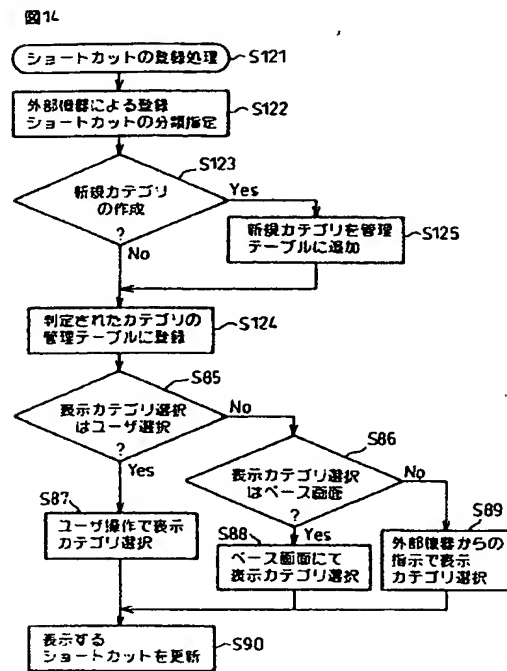 図14
ショートカットの登録処理
S121
外部機器による登録
ショートカットの分類指定
S122
S123
新規カテゴリ
の作成
?
Yes
No
新規カテゴリを管理
テーブルに追加
S125
判定されたカテゴリの
管理テーブルに登録
S124
S85
表示カテゴリ選択
はユーザ選択
?
No
Yes
S86
表示カテゴリ選択
はベース画面
?
No
Yes
S87
ユーザ操作で表示
カテゴリ選択
S88
ベース画面にて
表示カテゴリ選択
S89
外部機器からの
指示で表示
カテゴリ選択
表示する
ショートカットを更新
S90